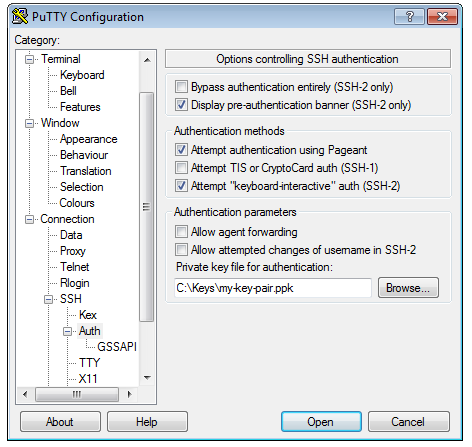 PuTTY Configuration
Category:
Terminal
Keyboard
Bell
Features
Window
Appearance
Behaviour
Translation
Selection
Colours
Connection
Data
Proxy
Telnet
Rlogin
SSH
Kex
Auth
GSSAPI
TTY
X11
Options controlling SSH authentication
Bypass authentication entirely (SSH-2 only)
Display pre-authentication banner (SSH-2 only)
Authentication methods
Attempt authentication using Pageant
Attempt TIS or CryptoCard auth (SSH-1)
Attempt "keyboard-interactive" auth (SSH-2)
Authentication parameters
Allow agent forwarding
Allow attempted changes of username in SSH-2
Private key file for authentication:
C:\Keys\my-key-pair.ppk Browse...
About Help Open Cancel